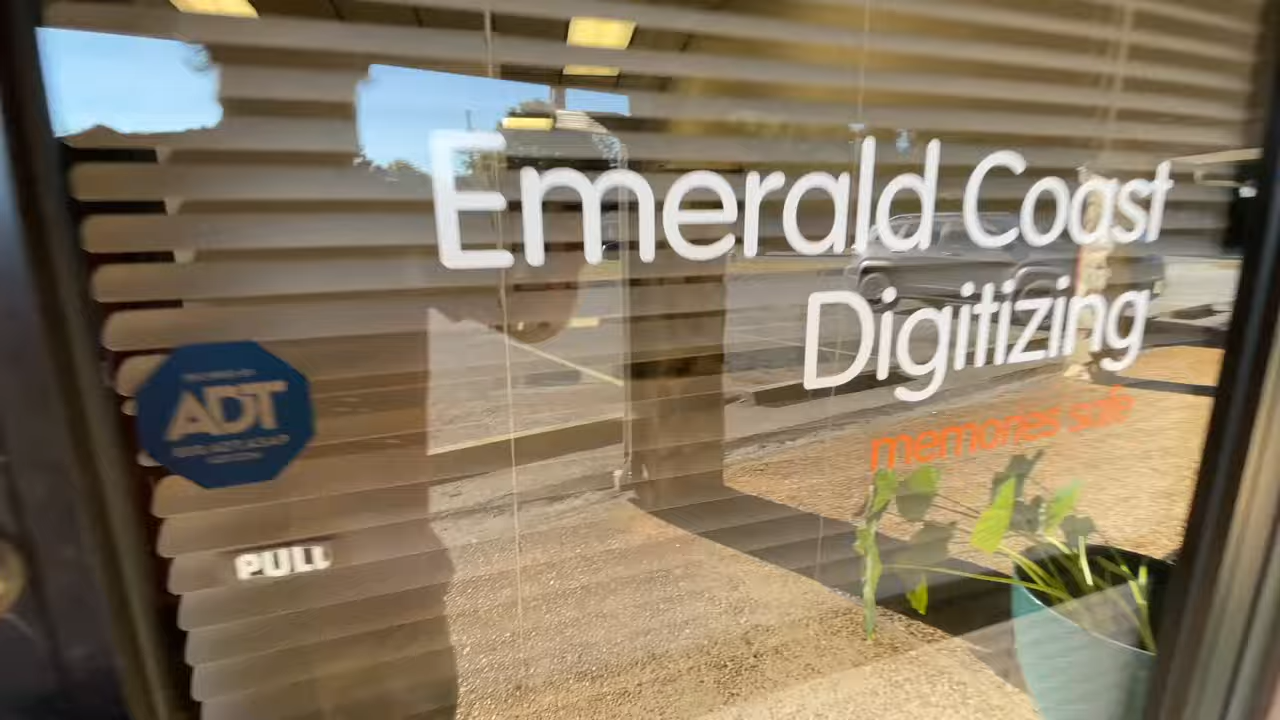 Emerald Coast
Digitizing
memories safe
ADT
PULL